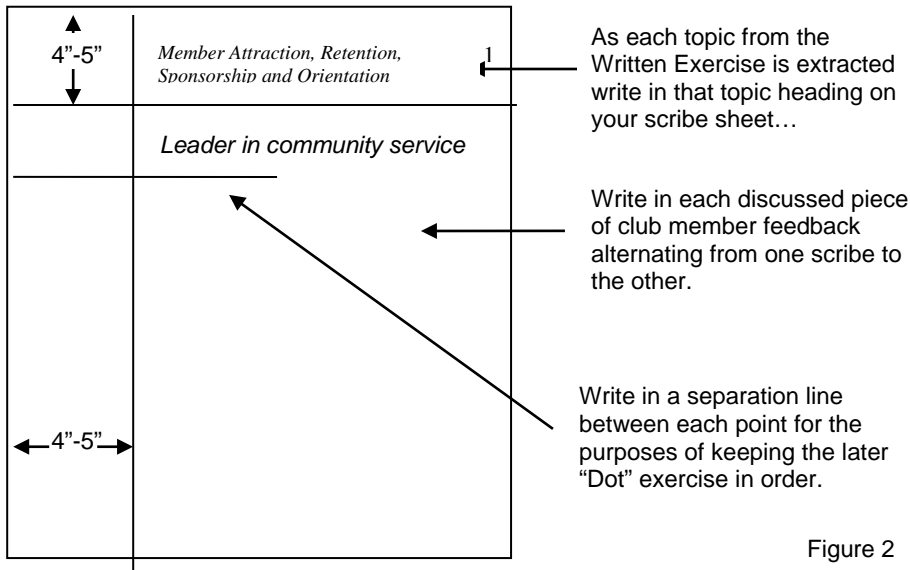 4”-5”
Member Attraction, Retention,
Sponsorship and Orientation
1
Leader in community service
4”-5”
As each topic from the
Written Exercise is extracted
write in that topic heading on
your scribe sheet…
Write in each discussed piece
of club member feedback
alternating from one scribe to
the other.
Write in a separation line
between each point for the
purposes of keeping the later
“Dot” exercise in order.
Figure 2